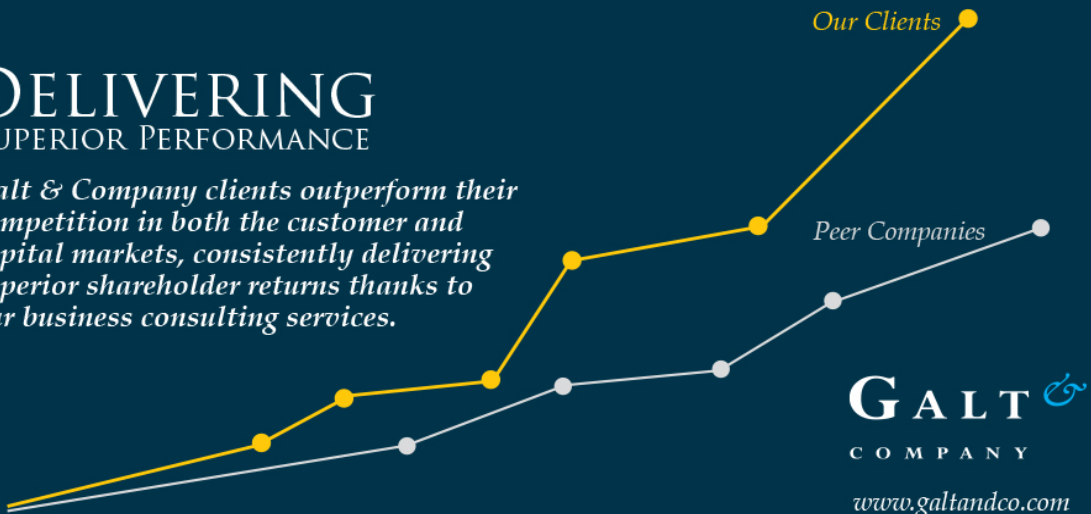 Our Clients
DELIVERING
UPERIOR PERFORMANCE
alt & Company clients outperform their
mpetition in both the customer and
pital markets, consistently delivering
perior shareholder returns thanks to
r business consulting services.
Peer Companies
GALT &
COMPANY
www.galtandco.com